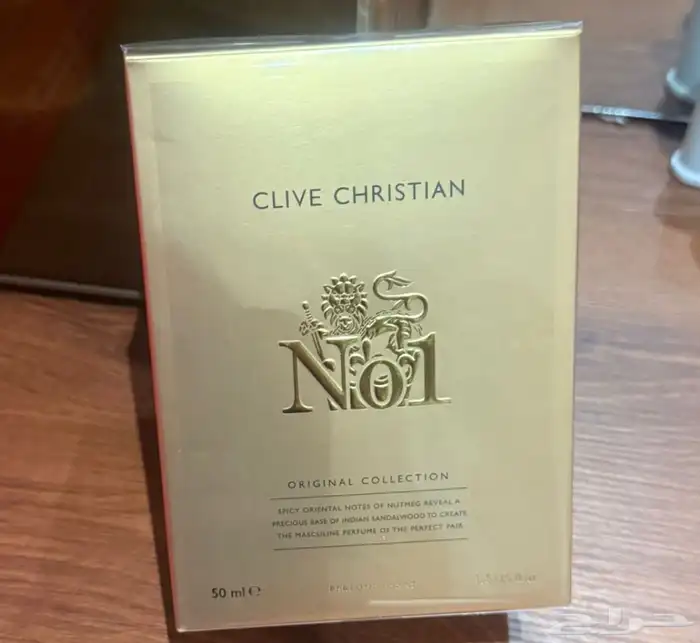 CLIVE CHRISTIAN
No1
ORIGINAL COLLECTION
SPICY ORIENTAL NOTES OF NUTMEG REVEAL A
PRECIOUS BASE OF INDIAN SANDALWOOD TO CREATE
THE MASCULINE PERFUME OF THE PERFECT PAIR
50 ml ℮
حراج